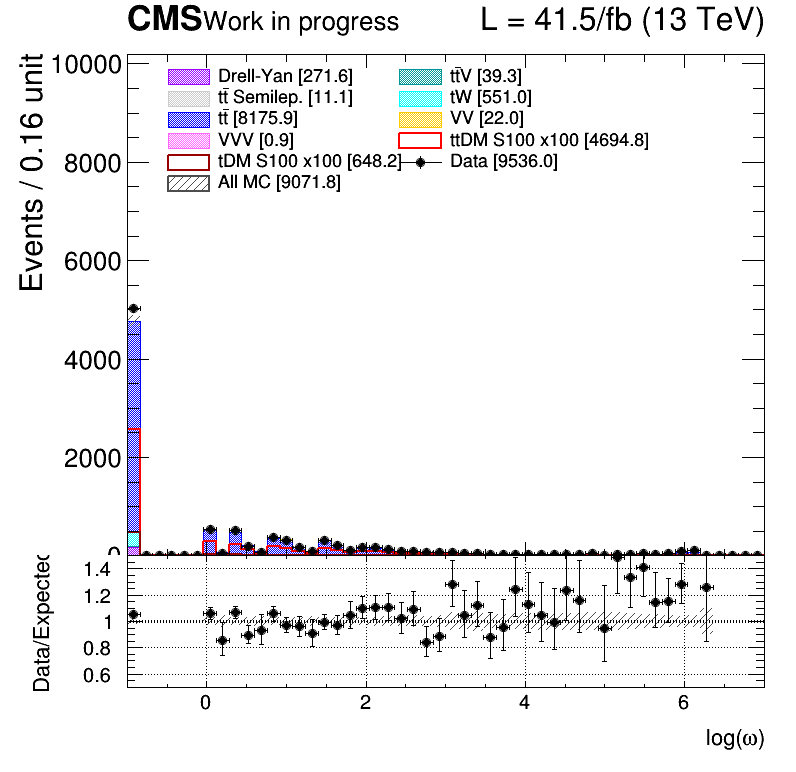 CMS Work in progress L = 41.5/fb (13 TeV)
Events / 0.16 unit
10000
8000
6000
4000
2000
0
Drell-Yan [271.6]
tt̄V [39.3]
tt̄ Semilep. [11.1]
tW [551.0]
tt̄ [8175.9]
VV [22.0]
VVV [0.9]
ttDM S100 x100 [4694.8]
tDM S100 x100 [648.2]
Data [9536.0]
All MC [9071.8]
Data/Expected
1.4
1.2
1
0.8
0.6
0 2 4 6
log(ω)